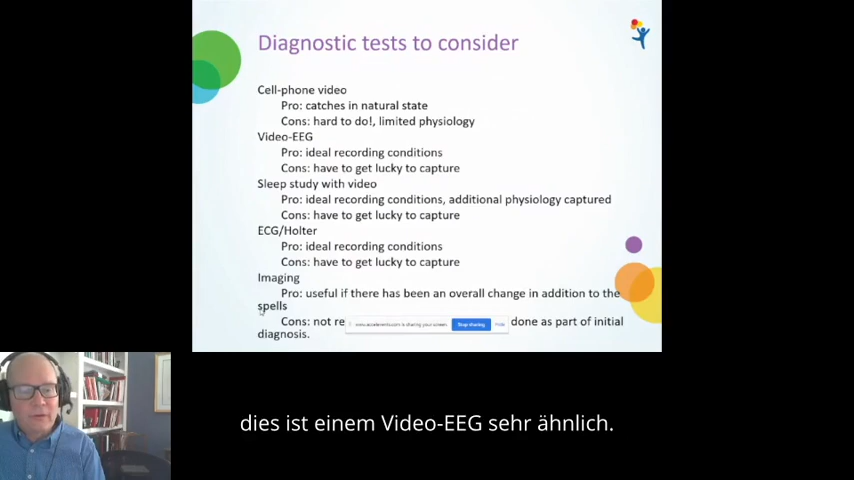 Diagnostic tests to consider
Cell-phone video
Pro: catches in natural state
Cons: hard to do!, limited physiology
Video-EEG
Pro: ideal recording conditions
Cons: have to get lucky to capture
Sleep study with video
Pro: ideal recording conditions, additional physiology captured
Cons: have to get lucky to capture
ECG/Holter
Pro: ideal recording conditions
Cons: have to get lucky to capture
Imaging
Pro: useful if there has been an overall change in addition to the
spells
Cons: not re done as part of initial
diagnosis.
is sharing your screen.
Stop sharing
Hide
dies ist einem Video-EEG sehr ähnlich.